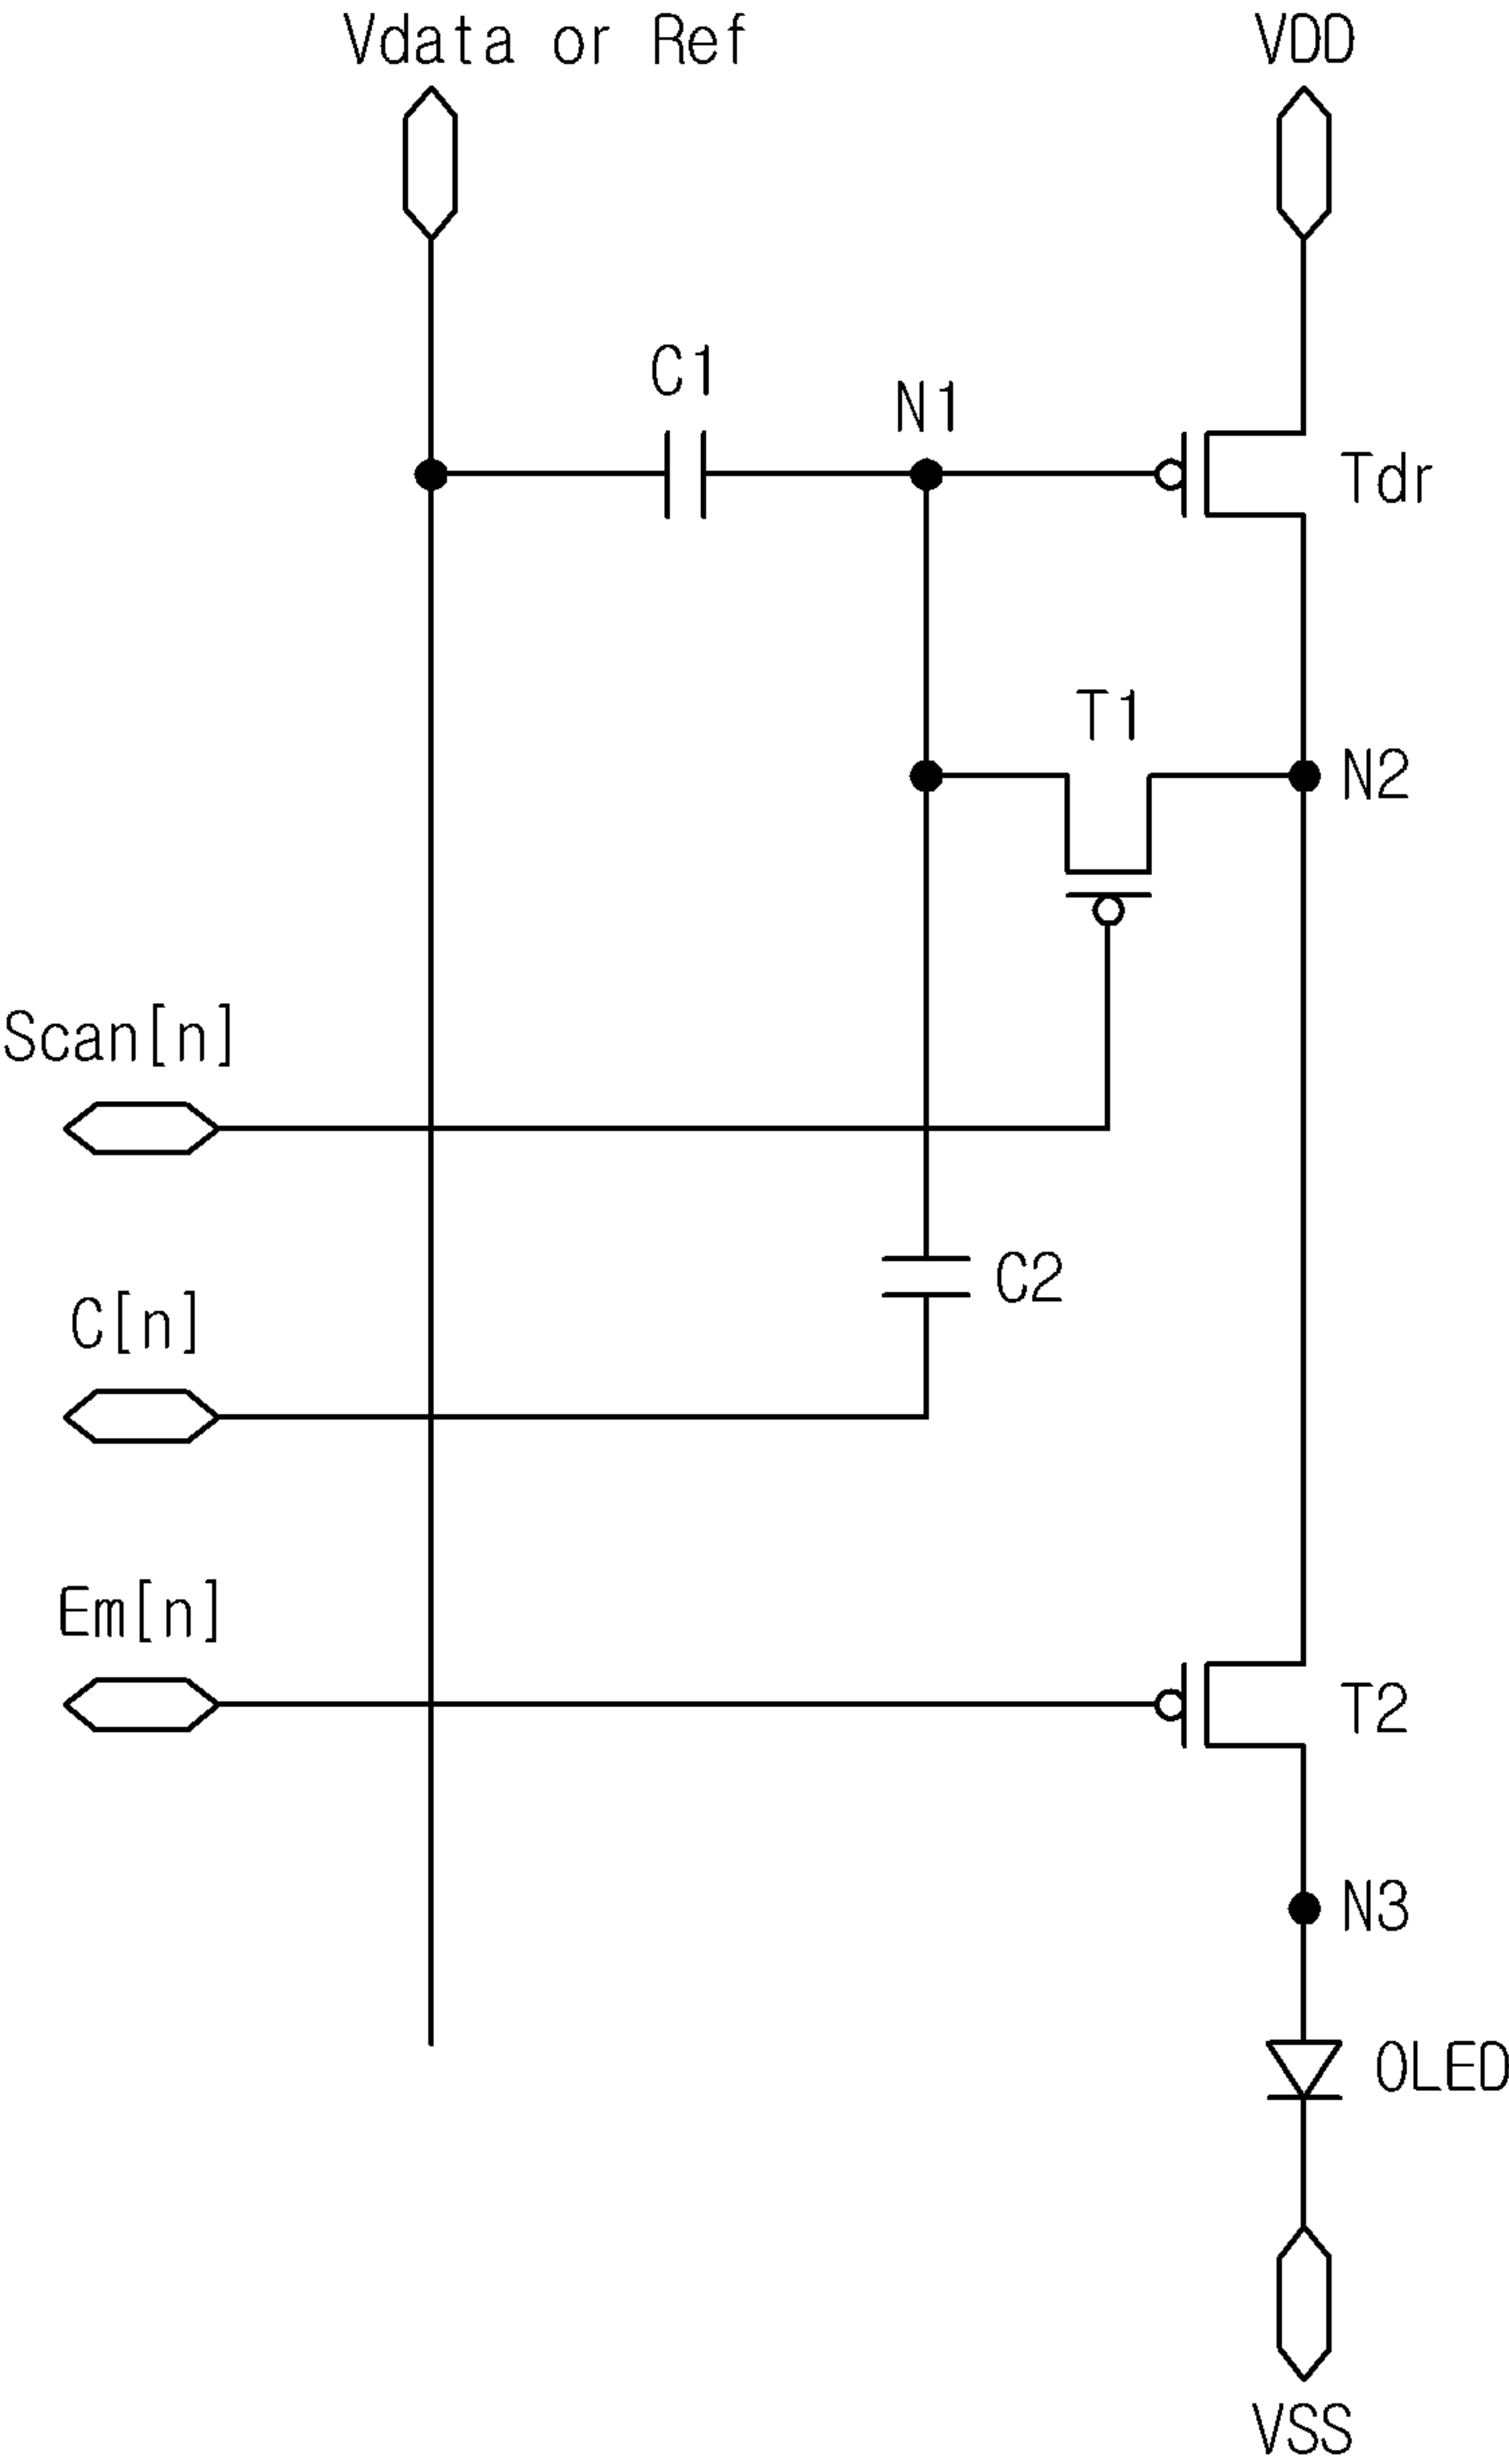 Vdata or Ref
VDD
C1
N1
Tdr
T1
N2
Scan[n]
C2
C[n]
Em[n]
T2
N3
OLED
VSS